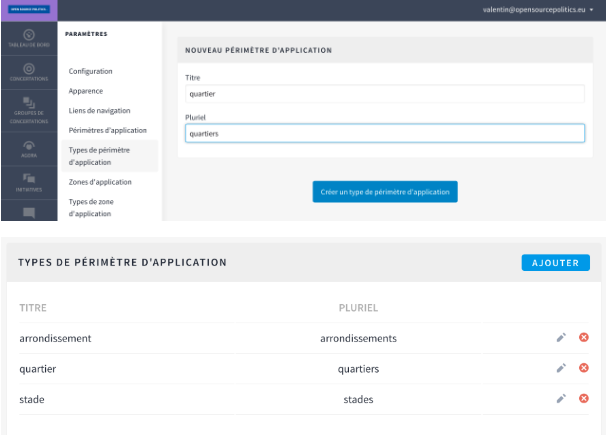 OPEN SOURCE POLITICS
valentin@opensourcepolitics.eu
TABLEAU DE BORD
CONCERTATIONS
GROUPES DE
CONCERTATIONS
AGORA
INITIATIVES
PARAMÈTRES
Configuration
Apparence
Liens de navigation
Périmètres d'application
Types de périmètre
d'application
Zones d'application
Types de zone
d'application
NOUVEAU PÉRIMÈTRE D'APPLICATION
Titre
quartier
Pluriel
quartiers
Créer un type de périmètre d'application
TYPES DE PÉRIMÈTRE D'APPLICATION
AJOUTER
TITRE PLURIEL
arrondissement arrondissements
quartier quartiers
stade stades